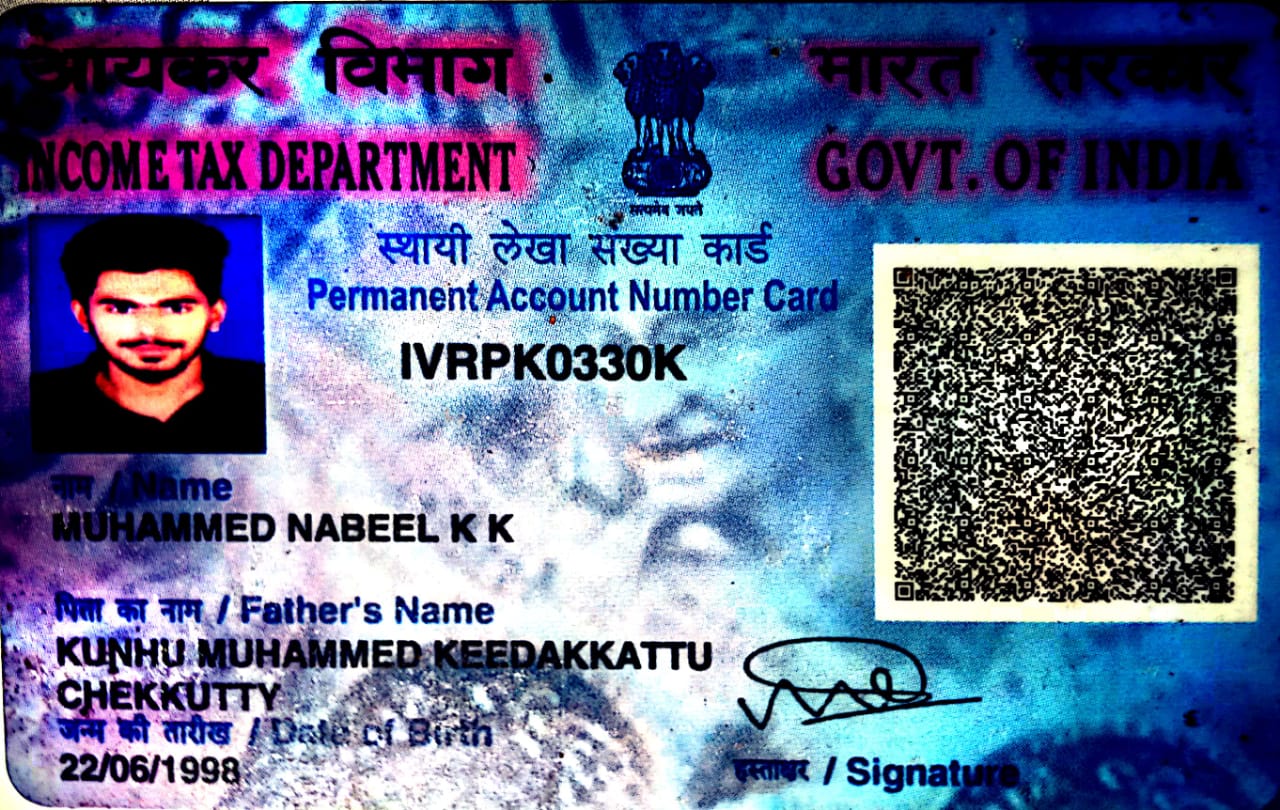 आयकर विभाग
INCOME TAX DEPARTMENT
भारत सरकार
GOVT. OF INDIA
सत्यमेव जयते
स्थायी लेखा संख्या कार्ड
Permanent Account Number Card
IVRPK0330K
नाम / Name
MUHAMMED NABEEL K K
पिता का नाम / Father's Name
KUNHU MUHAMMED KEEDAKKATTU
CHEKKUTTY
जन्म की तारीख / Date of Birth
22/06/1998
हस्ताक्षर / Signature